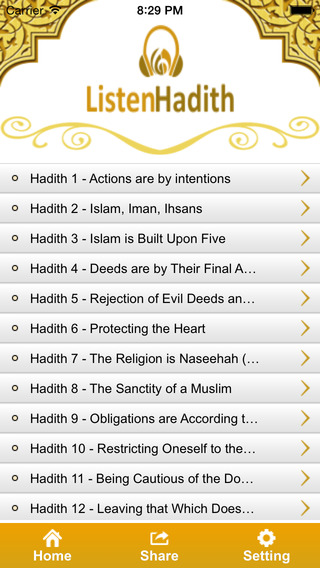 Carrier 8:29 PM
ListenHadith
Hadith 1 - Actions are by intentions
Hadith 2 - Islam, Iman, Ihsans
Hadith 3 - Islam is Built Upon Five
Hadith 4 - Deeds are by Their Final A...
Hadith 5 - Rejection of Evil Deeds an...
Hadith 6 - Protecting the Heart
Hadith 7 - The Religion is Naseehah (...
Hadith 8 - The Sanctity of a Muslim
Hadith 9 - Obligations are According t...
Hadith 10 - Restricting Oneself to the...
Hadith 11 - Being Cautious of the Do...
Hadith 12 - Leaving that Which Does...
Home Share Setting